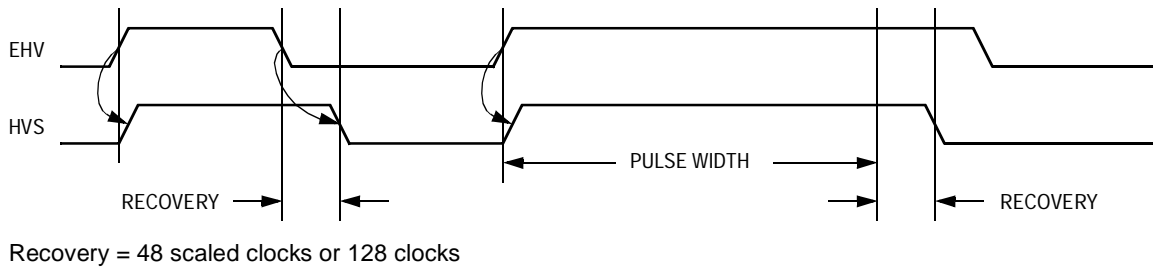 EHV
HVS
PULSE WIDTH
RECOVERY
RECOVERY
Recovery = 48 scaled clocks or 128 clocks